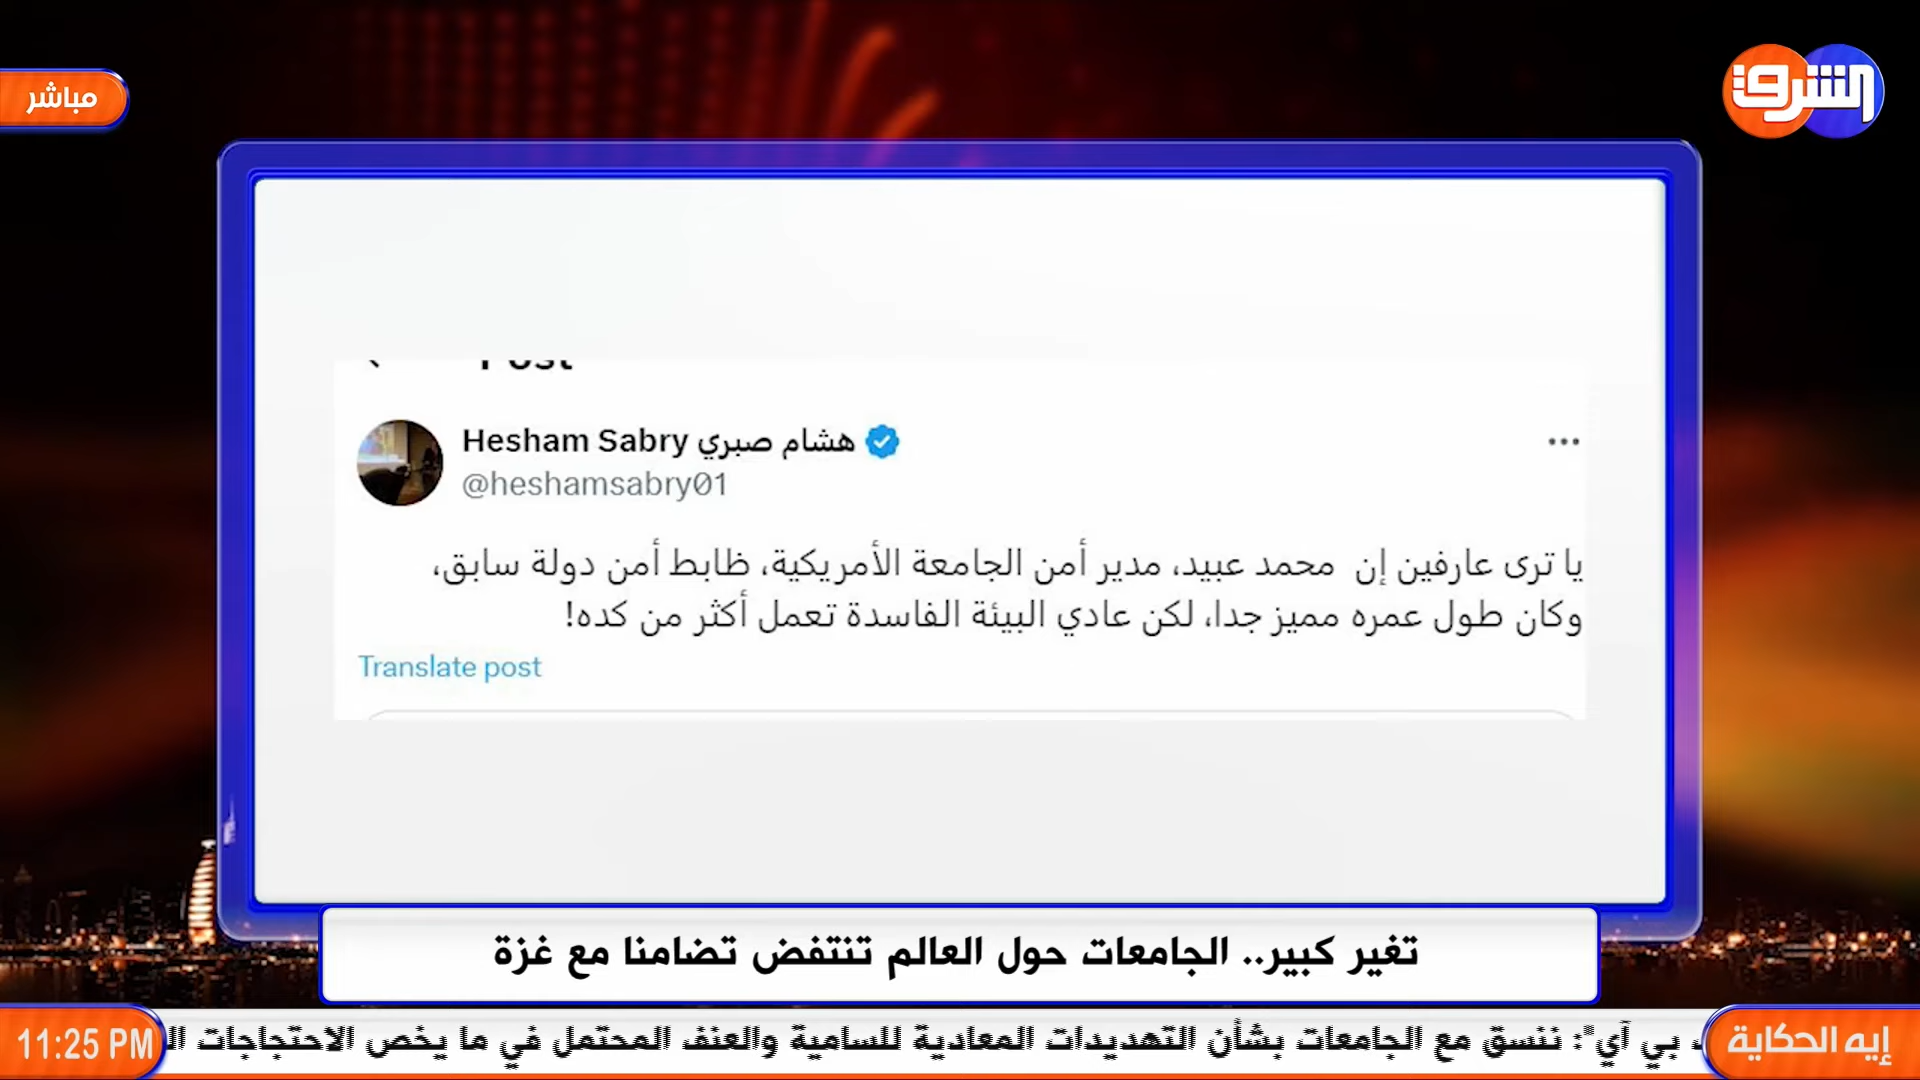 مباشر
الشرق
Post
Hesham Sabry هشام صبري
@heshamsabry01
يا ترى عارفين إن محمد عبيد، مدير أمن الجامعة الأمريكية، ظابط أمن دولة سابق،
وكان طول عمره مميز جدا، لكن عادي البيئة الفاسدة تعمل أكثر من كده!
Translate post
تغير كبير.. الجامعات حول العالم تنتفض تضامنا مع غزة
إيه الحكاية
بي آي": ننسق مع الجامعات بشأن التهديدات المعادية للسامية والعنف المحتمل في ما يخص الاحتجاجات
11:25 PM